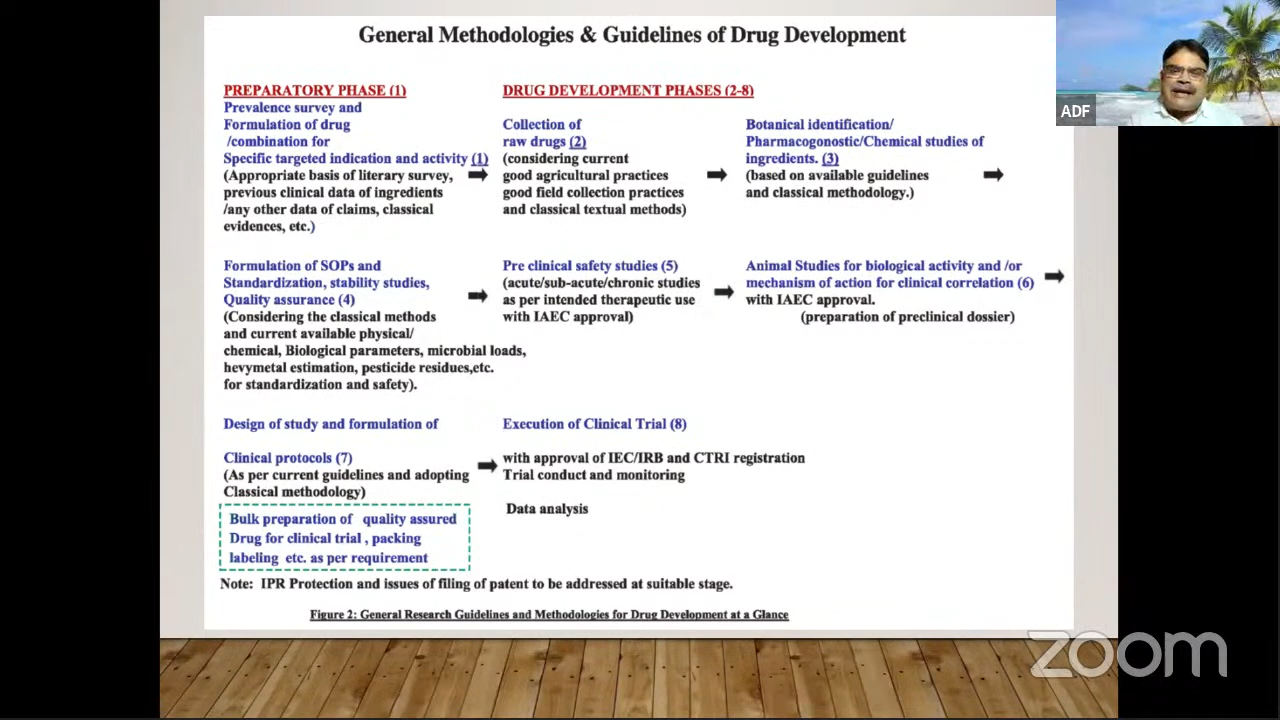 General Methodologies & Guidelines of Drug Development
ADF
PREPARATORY PHASE (1)
Prevalence survey and
Formulation of drug
/combination for
Specific targeted indication and activity (1)
(Appropriate basis of literary survey,
previous clinical data of ingredients
/any other data of claims, classical
evidences, etc.)
DRUG DEVELOPMENT PHASES (2-8)
Collection of
raw drugs (2)
(considering current
good agricultural practices
good field collection practices
and classical textual methods)
Botanical identification/
Pharmacogonostic/Chemical studies of
ingredients. (3)
(based on available guidelines
and classical methodology.)
Formulation of SOPs and
Standardization, stability studies,
Quality assurance (4)
(Considering the classical methods
and current available physical/
chemical, Biological parameters, microbial loads,
hevymetal estimation, pesticide residues,etc.
for standardization and safety).
Pre clinical safety studies (5)
(acute/sub-acute/chronic studies
as per intended therapeutic use
with IAEC approval)
Animal Studies for biological activity and /or
mechanism of action for clinical correlation (6)
with IAEC approval.
(preparation of preclinical dossier)
Design of study and formulation of
Clinical protocols (7)
(As per current guidelines and adopting
Classical methodology)
Bulk preparation of quality assured
Drug for clinical trial , packing
labeling etc. as per requirement
Execution of Clinical Trial (8)
with approval of IEC/IRB and CTRI registration
Trial conduct and monitoring
Data analysis
Note: IPR Protection and issues of filing of patent to be addressed at suitable stage.
Figure 2: General Research Guidelines and Methodologies for Drug Development at a Glance
zoom